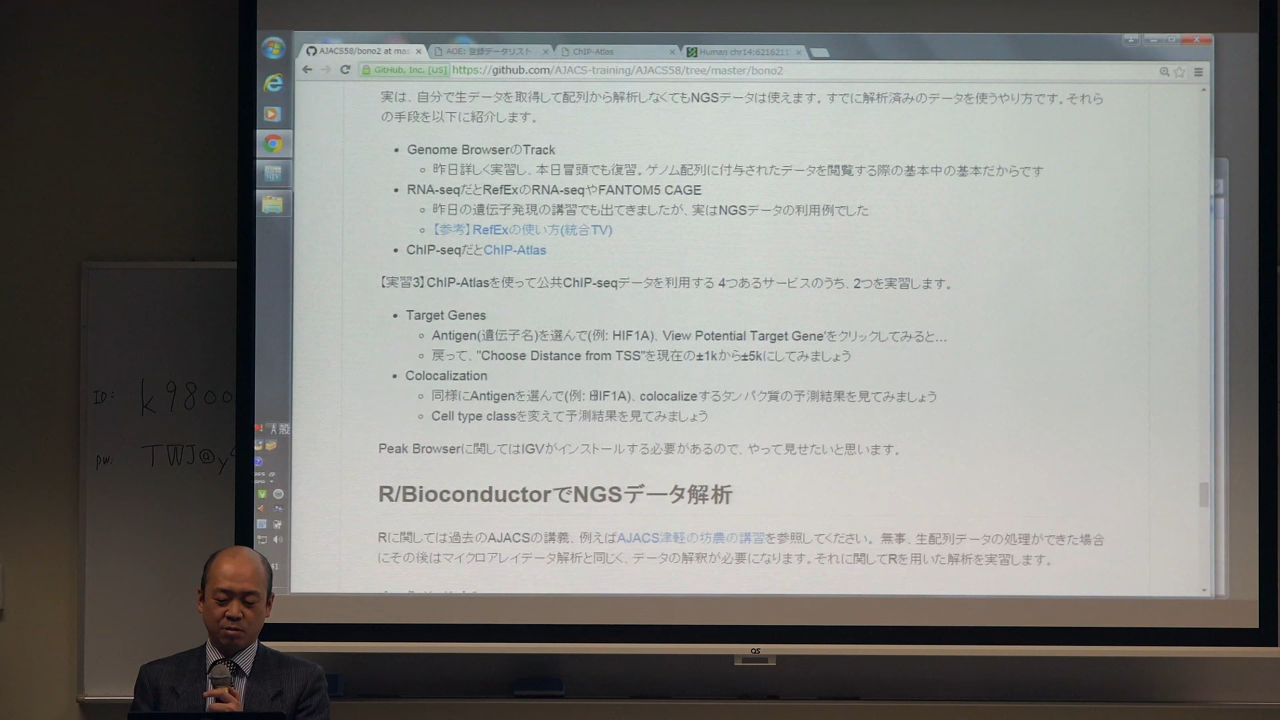 AJACS58/bono2 at mas
AOE: 登録データリスト
ChIP-Atlas
Human chr14:6216211
GitHub, Inc. [US]
https://github.com/AJACS-training/AJACS58/tree/master/bono2
実は、自分で生データを取得して配列から解析しなくてもNGSデータは使えます。すでに解析済みのデータを使うやり方です。それら
の手段を以下に紹介します。
Genome BrowserのTrack
昨日詳しく実習し、本日冒頭でも復習。ゲノム配列に付与されたデータを閲覧する際の基本中の基本だからです
RNA-seqだとRefExのRNA-seqやFANTOM5 CAGE
昨日の遺伝子発現の講習でも出てきましたが、実はNGSデータの利用例でした
【参考】RefExの使い方(統合TV)
ChIP-seqだとChIP-Atlas
【実習3】ChIP-Atlasを使って公共ChIP-seqデータを利用する 4つあるサービスのうち、2つを実習します。
Target Genes
Antigen(遺伝子名)を選んで(例: HIF1A)、View Potential Target Gene'をクリックしてみると…
戻って、"Choose Distance from TSS"を現在の±1kから±5kにしてみましょう
Colocalization
同様にAntigenを選んで(例: HIF1A)、colocalizeするタンパク質の予測結果を見てみましょう
Cell type classを変えて予測結果を見てみましょう
Peak Browserに関してはIGVがインストールする必要があるので、やって見せたいと思います。
R/BioconductorでNGSデータ解析
Rに関しては過去のAJACSの講義、例えばAJACS津軽の坊農の講習を参照してください。 無事、生配列データの処理ができた場合
にその後はマイクロアレイデータ解析と同じく、データの解釈が必要になります。それに関してRを用いた解析を実習します。
ID: k9800
pw: TWJ@y
A 般
OS